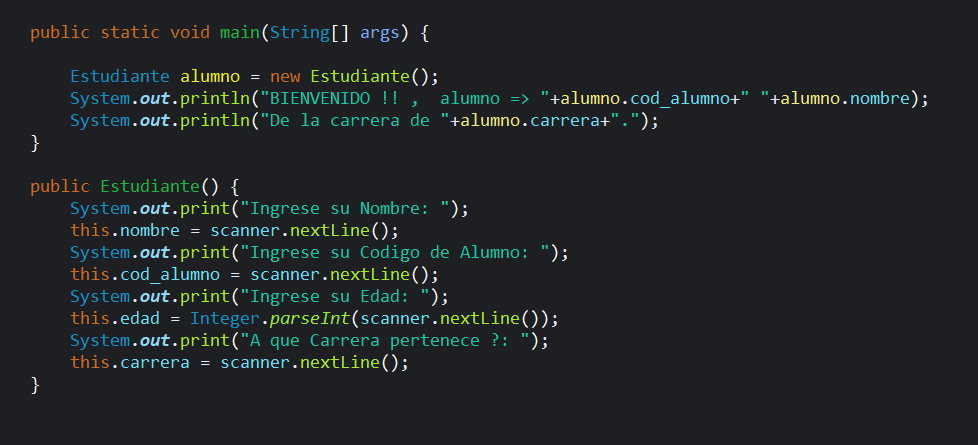 public static void main(String[] args) {
Estudiante alumno = new Estudiante();
System.out.println("BIENVENIDO !! ,  alumno => "+alumno.cod_alumno+" "+alumno.nombre);
System.out.println("De la carrera de "+alumno.carrera+".");
}
public Estudiante() {
System.out.print("Ingrese su Nombre: ");
this.nombre = scanner.nextLine();
System.out.print("Ingrese su Codigo de Alumno: ");
this.cod_alumno = scanner.nextLine();
System.out.print("Ingrese su Edad: ");
this.edad = Integer.parseInt(scanner.nextLine());
System.out.print("A que Carrera pertenece ?: ");
this.carrera = scanner.nextLine();
}